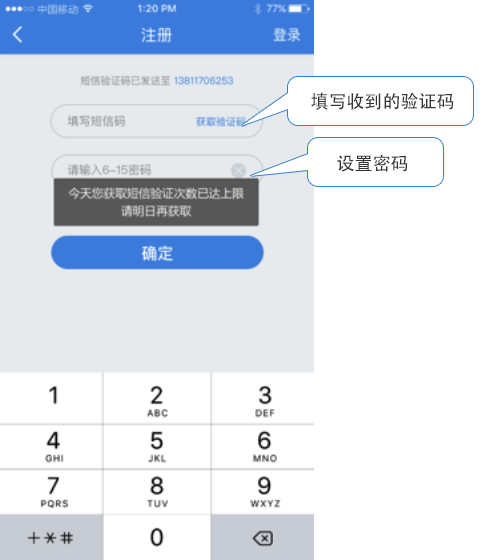 中国移动 1:20 PM 77%
注册 登录
短信验证码已发送至 13811706253
填写短信码 获取验证码
填写收到的验证码
请输入6-15密码
设置密码
今天您获取短信验证次数已达上限
请明日再获取
确定
1 2 3
ABC DEF
4 5 6
GHI JKL MNO
7 8 9
PQRS TUV WXYZ
+*# 0